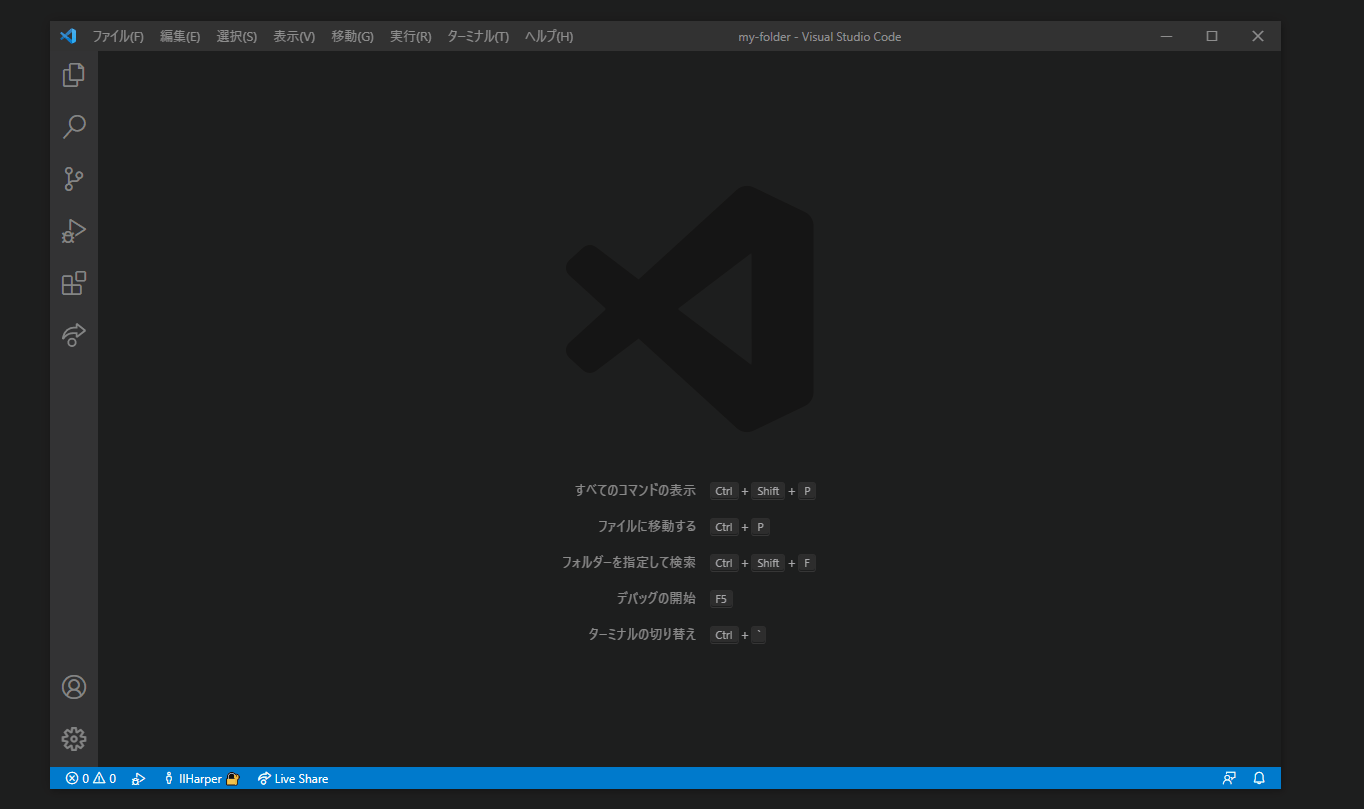 ファイル(F) 編集(E) 選択(S) 表示(V) 移動(G) 実行(R) ターミナル(T) ヘルプ(H) my-folder - Visual Studio Code
すべてのコマンドの表示 Ctrl + Shift + P
ファイルに移動する Ctrl + P
フォルダーを指定して検索 Ctrl + Shift + F
デバッグの開始 F5
ターミナルの切り替え Ctrl + `
0 0 IlHarper Live Share